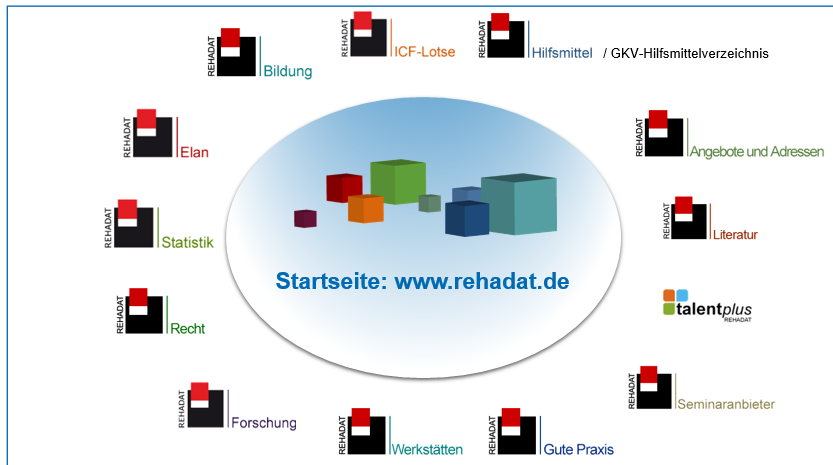 REHADAT Bildung
REHADAT ICF-Lotse
REHADAT Hilfsmittel / GKV-Hilfsmittelverzeichnis
REHADAT Elan
REHADAT Angebote und Adressen
REHADAT Statistik
REHADAT Literatur
Startseite: www.rehadat.de
REHADAT Recht
talentplus
REHADAT
REHADAT Forschung
REHADAT Seminaranbieter
REHADAT Werkstätten
REHADAT Gute Praxis